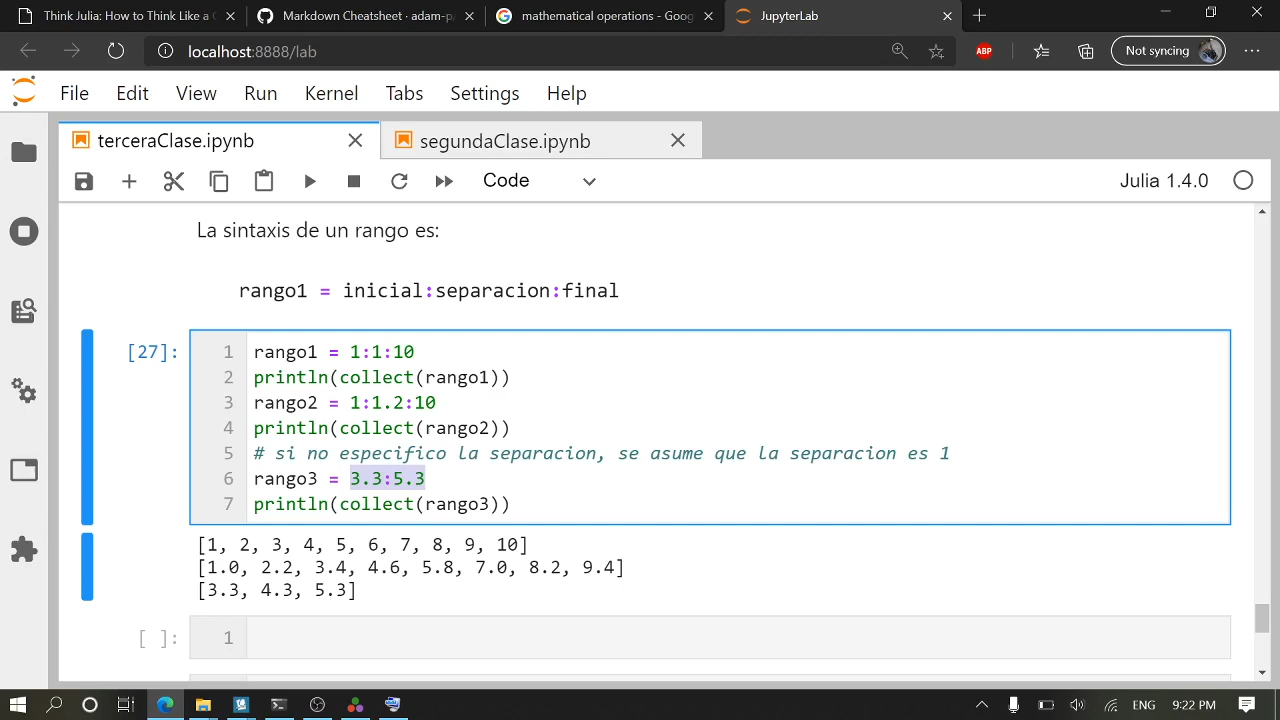 Think Julia: How to Think Like a
Markdown Cheatsheet · adam-p
mathematical operations - Goog
JupyterLab
localhost:8888/lab
ABP
Not syncing
File Edit View Run Kernel Tabs Settings Help
terceraClase.ipynb
segundaClase.ipynb
Code
Julia 1.4.0
La sintaxis de un rango es:
rango1 = inicial:separacion:final
[27]:
1 rango1 = 1:1:10
2 println(collect(rango1))
3 rango2 = 1:1.2:10
4 println(collect(rango2))
5 # si no especifico la separacion, se asume que la separacion es 1
6 rango3 = 3.3:5.3
7 println(collect(rango3))
[1, 2, 3, 4, 5, 6, 7, 8, 9, 10]
[1.0, 2.2, 3.4, 4.6, 5.8, 7.0, 8.2, 9.4]
[3.3, 4.3, 5.3]
[ ]: 1
ENG 9:22 PM